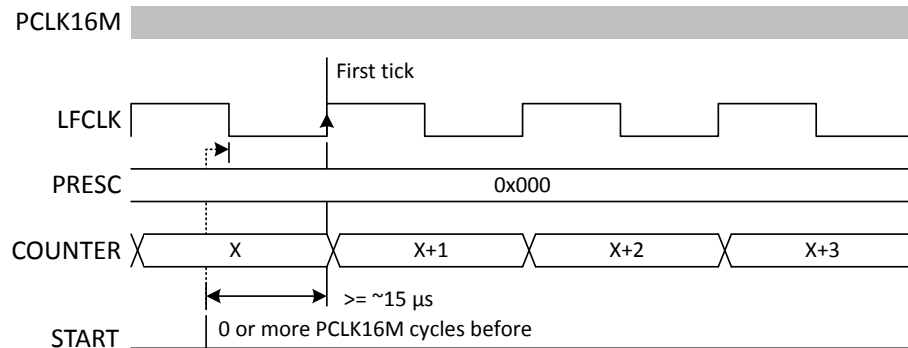 PCLK16M
First tick
LFCLK
PRESC
0x000
COUNTER
X
X+1
X+2
X+3
>= ~15 µs
0 or more PCLK16M cycles before
START